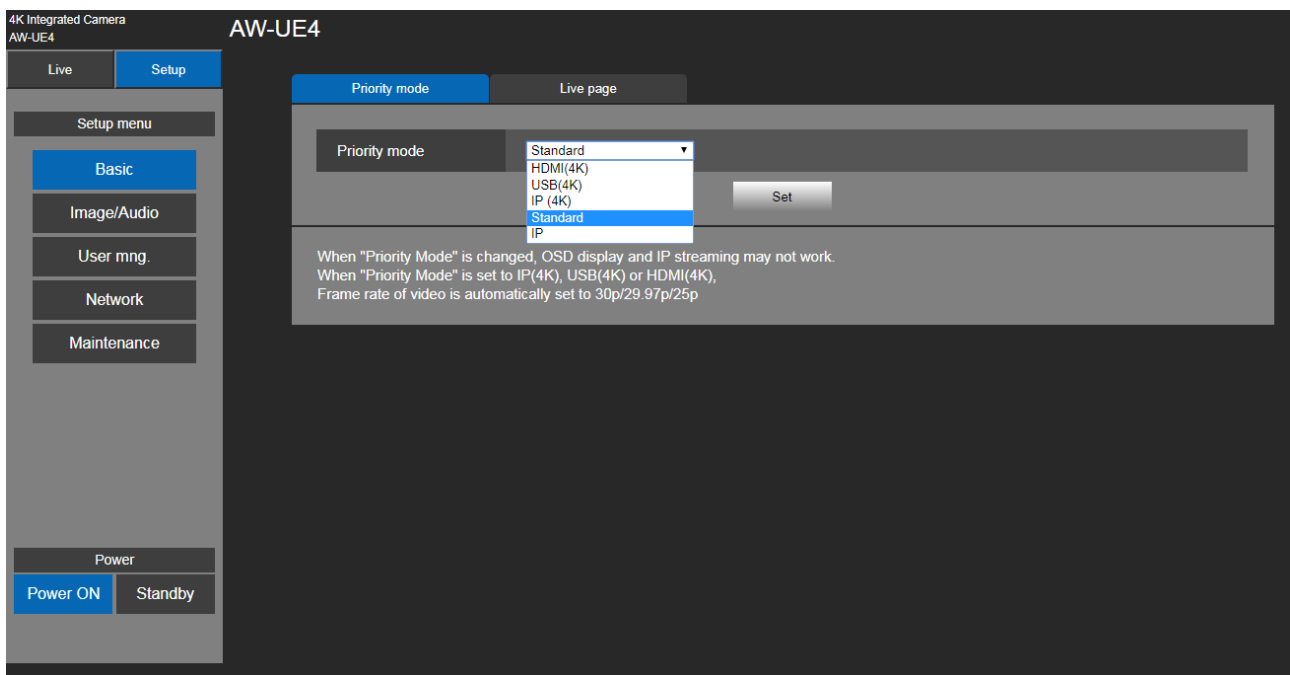 4K Integrated Camera
AW-UE4
AW-UE4
Live Setup
Priority mode Live page
Setup menu
Basic
Image/Audio
User mng.
Network
Maintenance
Priority mode Standard
HDMI(4K)
USB(4K)
IP (4K)
Standard
IP
Set
When "Priority Mode" is changed, OSD display and IP streaming may not work.
When "Priority Mode" is set to IP(4K), USB(4K) or HDMI(4K),
Frame rate of video is automatically set to 30p/29.97p/25p
Power
Power ON Standby